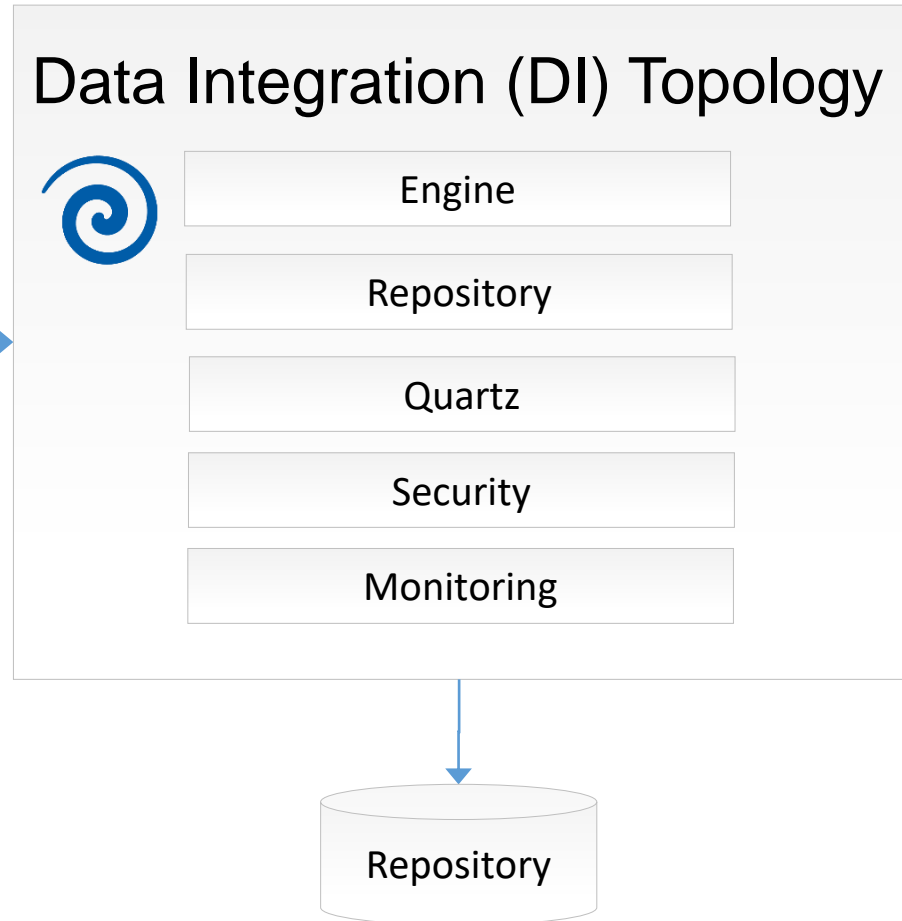 Data Integration (DI) Topology
Engine
Repository
Quartz
Security
Monitoring
Repository